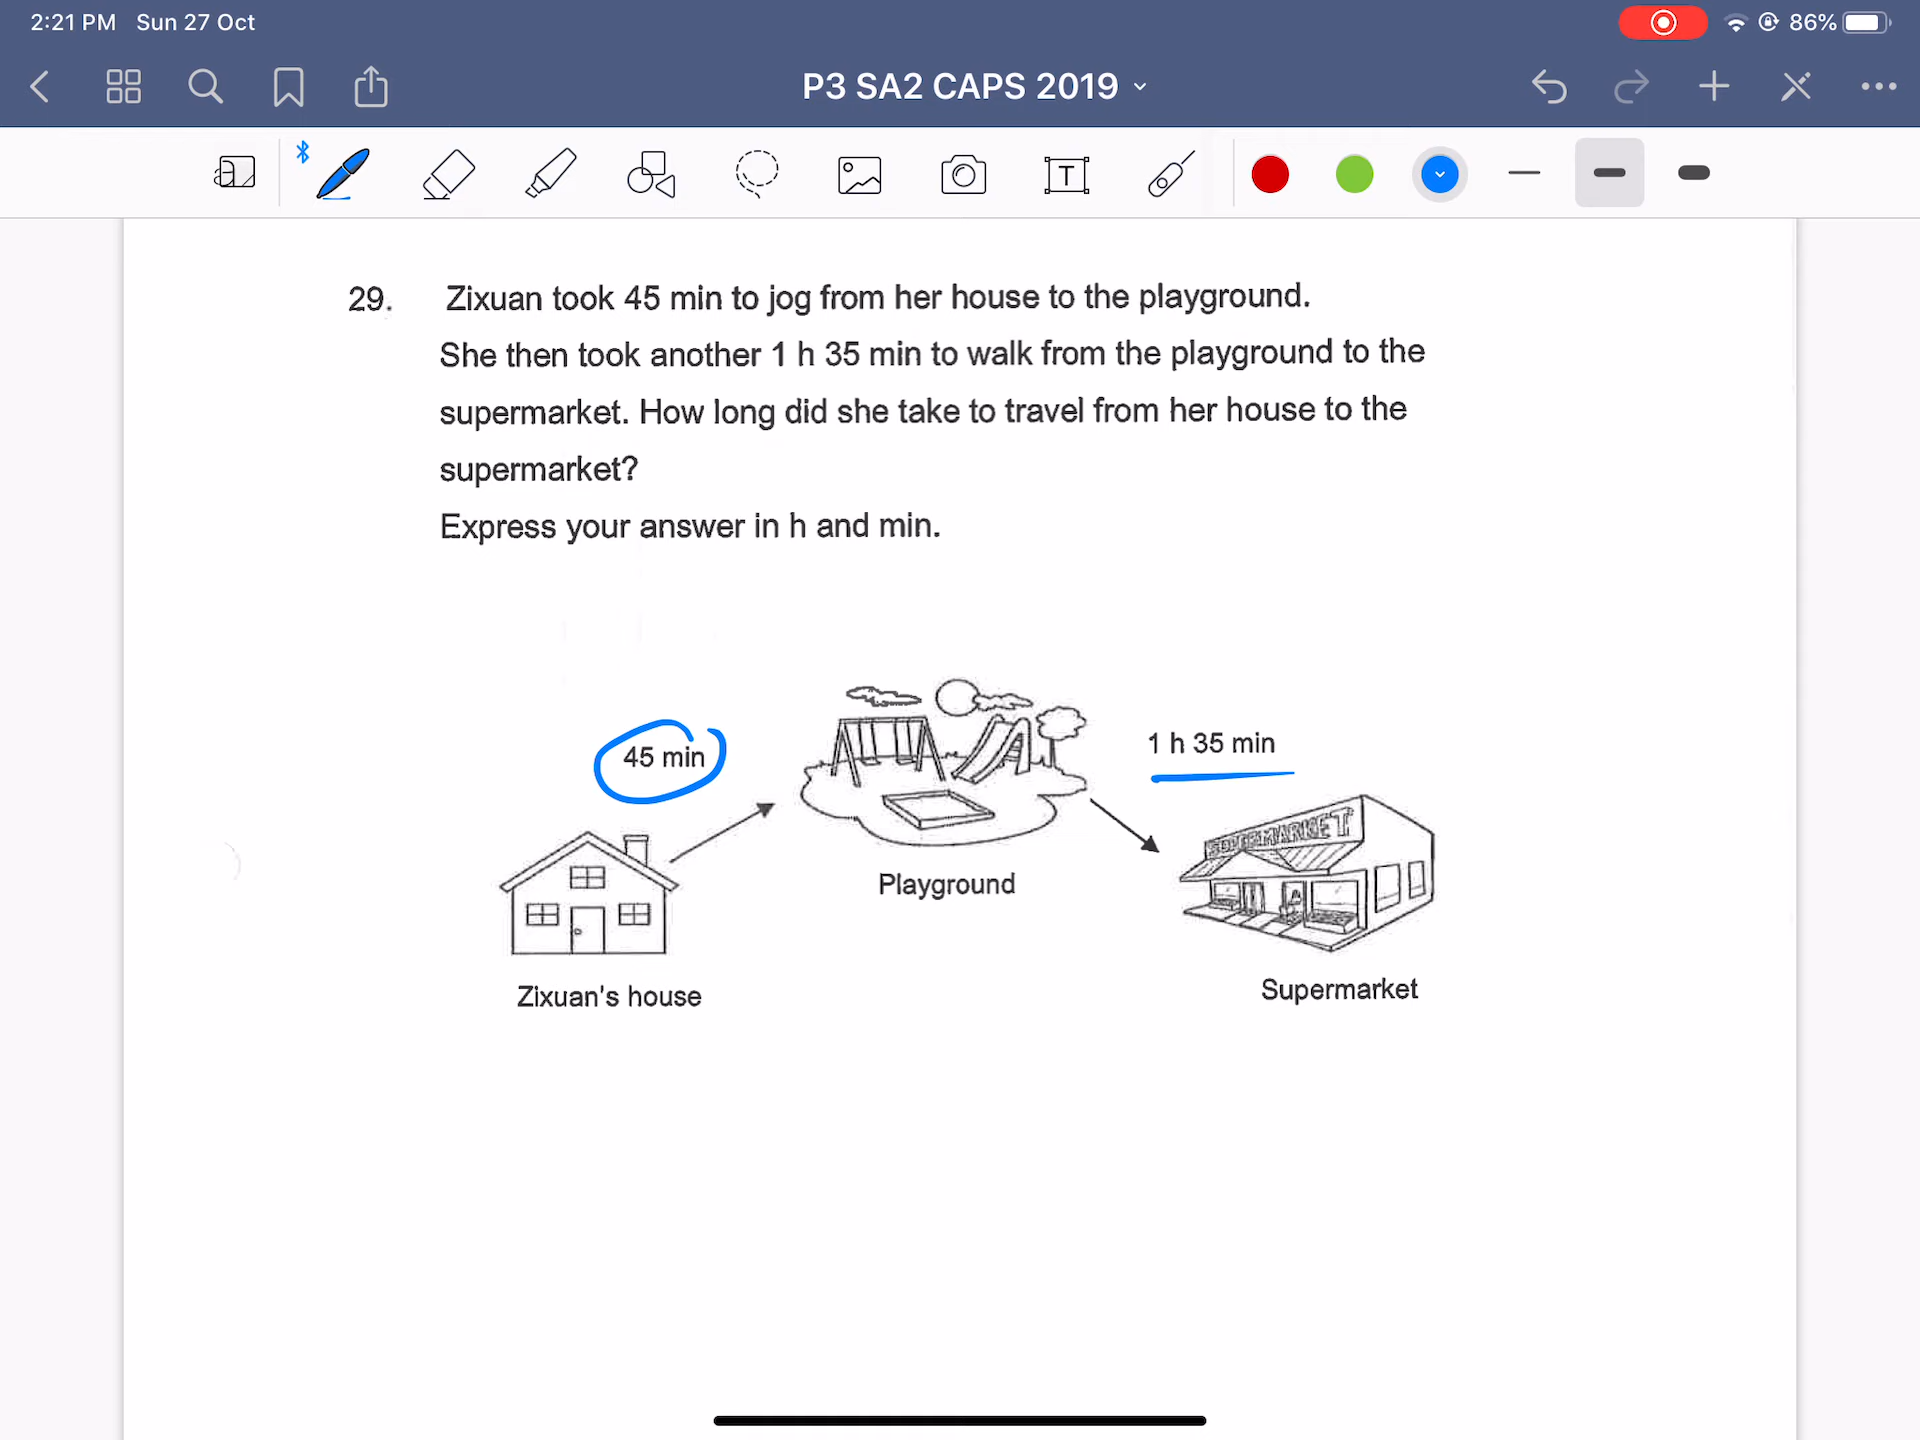 2:21 PM Sun 27 Oct 86%
P3 SA2 CAPS 2019
29. Zixuan took 45 min to jog from her house to the playground.
She then took another 1 h 35 min to walk from the playground to the
supermarket. How long did she take to travel from her house to the
supermarket?
Express your answer in h and min.
45 min
1 h 35 min
SUPERMARKET
Playground
Zixuan's house
Supermarket